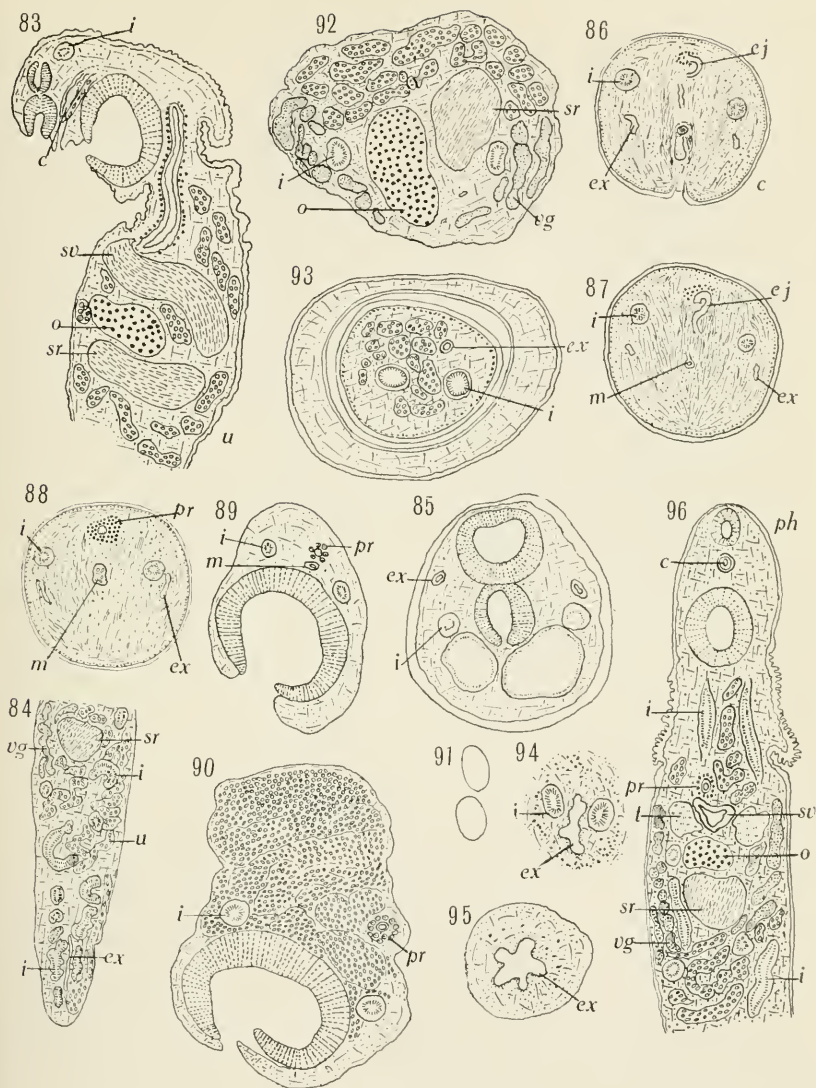 83
i
c
sv
o
sr
u
92
sr
i
o
vg
86
ej
i
ex
c
93
ex
i
87
ej
i
m
ex
88
pr
i
m
ex
89
i
pr
m
85
ex
i
96
ph
c
i
pr
t
sv
o
sr
vg
i
84
vg
sr
i
u
ex
i
90
i
pr
91
94
i
ex
95
ex